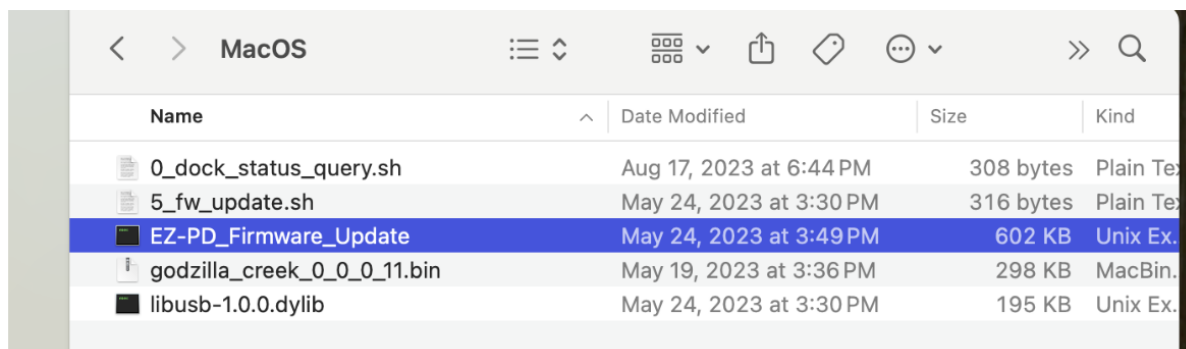 MacOS
Name Date Modified Size Kind
0_dock_status_query.sh Aug 17, 2023 at 6:44 PM 308 bytes Plain Te
5_fw_update.sh May 24, 2023 at 3:30 PM 316 bytes Plain Te
EZ-PD_Firmware_Update May 24, 2023 at 3:49 PM 602 KB Unix Ex.
godzilla_creek_0_0_0_11.bin May 19, 2023 at 3:36 PM 298 KB MacBin.
libusb-1.0.0.dylib May 24, 2023 at 3:30 PM 195 KB Unix Ex.